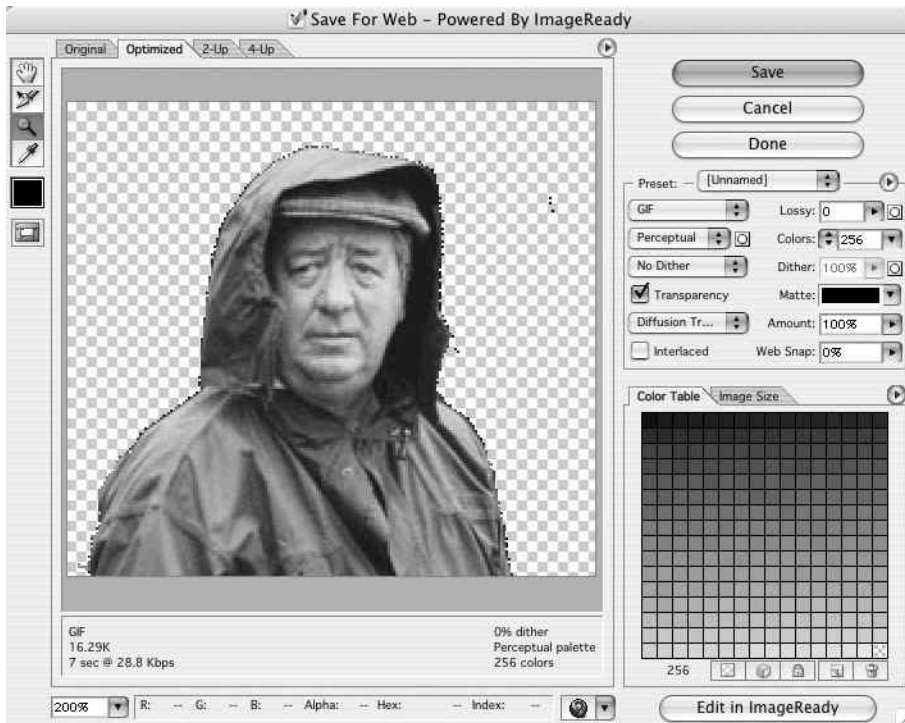 Save For Web – Powered By ImageReady
Original Optimized 2-Up 4-Up
Save
Cancel
Done
Preset: [Unnamed]
GIF Lossy: 0
Perceptual Colors: 256
No Dither Dither: 100%
Transparency Matte:
Diffusion Tr... Amount: 100%
Interlaced Web Snap: 0%
Color Table Image Size
256
GIF
16.29K
7 sec @ 28.8 Kbps
0% dither
Perceptual palette
256 colors
200% R: -- G: -- B: -- Alpha: -- Hex: -- Index: --
Edit in ImageReady